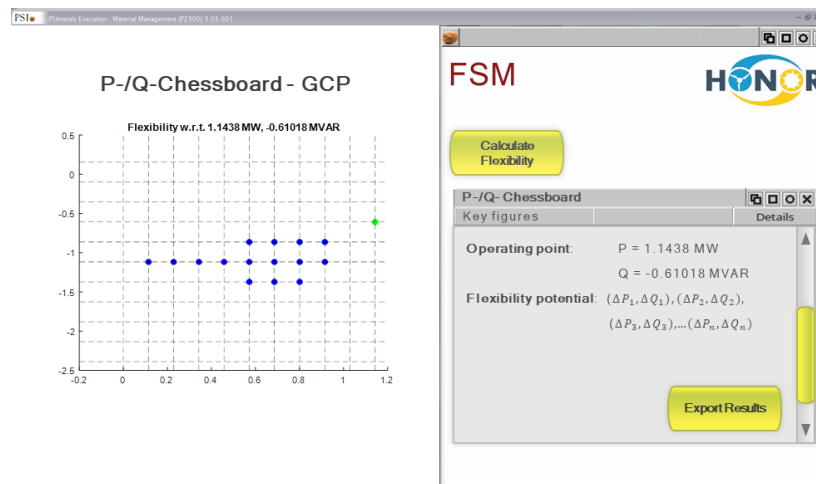 PSI
PSImetals Execution - Material Management (P2500) 5.03.001
P-/Q-Chessboard - GCP
Flexibility w.r.t. 1.1438 MW, -0.61018 MVAR
0.5
0
-0.5
-1
-1.5
-2
-2.5
-0.2 0 0.2 0.4 0.6 0.8 1 1.2
FSM
HONOR
Calculate
Flexibility
P-/Q- Chessboard
Key figures Details
Operating point: P = 1.1438 MW
Q = -0.61018 MVAR
Flexibility potential: (ΔP₁,ΔQ₁),(ΔP₂,ΔQ₂),
(ΔP₃,ΔQ₃),...(ΔPₙ,ΔQₙ)
Export Results